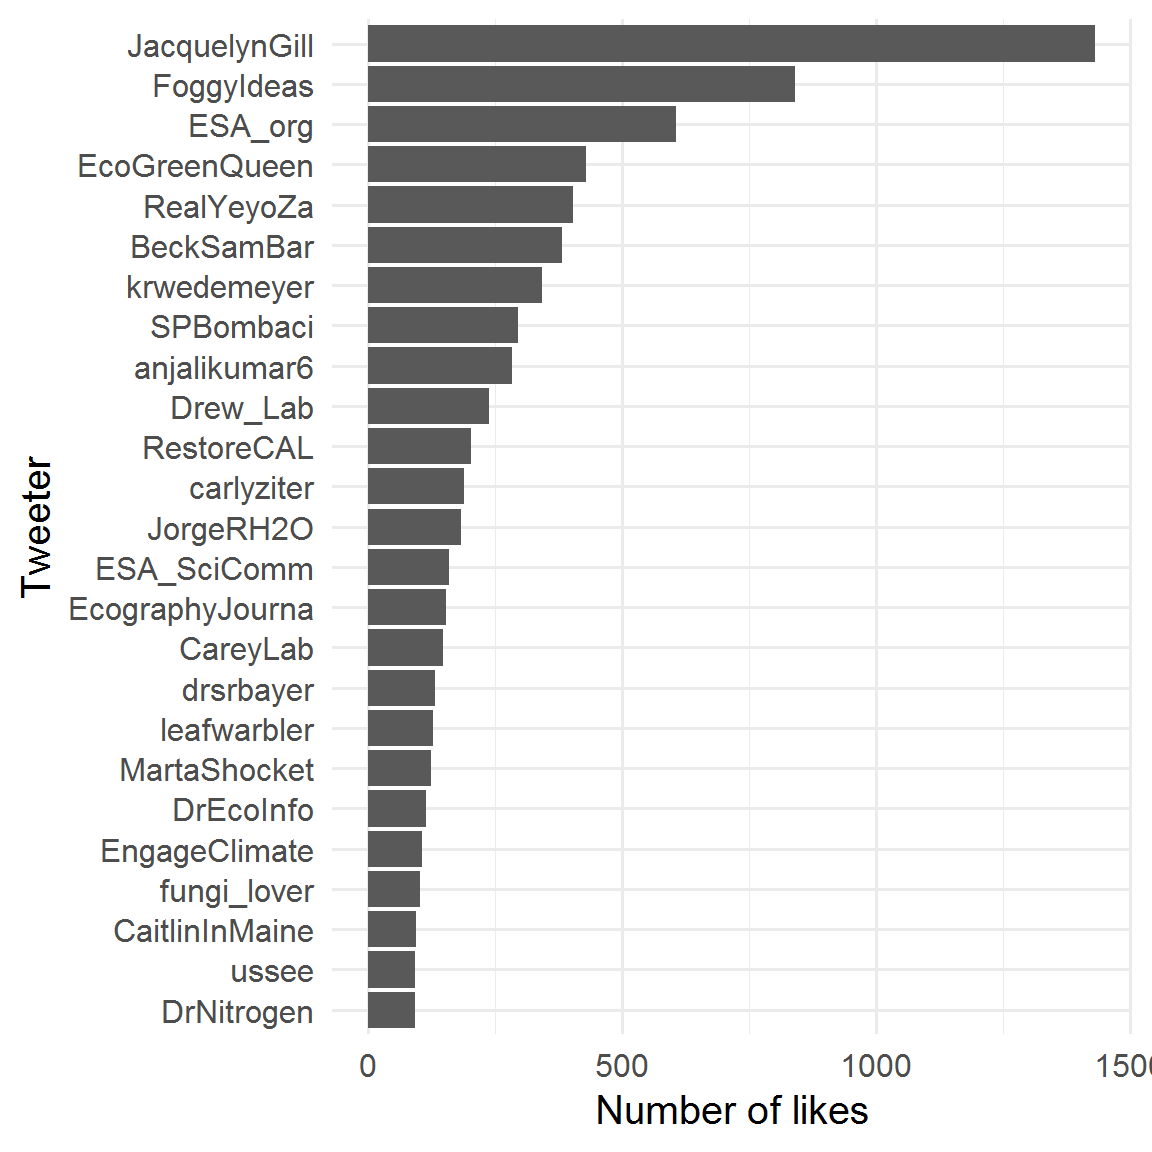 JacquelynGill
FoggyIdeas
ESA_org
EcoGreenQueen
RealYeyoZa
BeckSamBar
krwedemeyer
SPBombaci
anjalikumar6
Drew_Lab
RestoreCAL
carlyziter
JorgeRH2O
ESA_SciComm
EcographyJourna
CareyLab
drsrbayer
leafwarbler
MartaShocket
DrEcoInfo
EngageClimate
fungi_lover
CaitlinInMaine
ussee
DrNitrogen
Tweeter
0 500 1000 1500
Number of likes